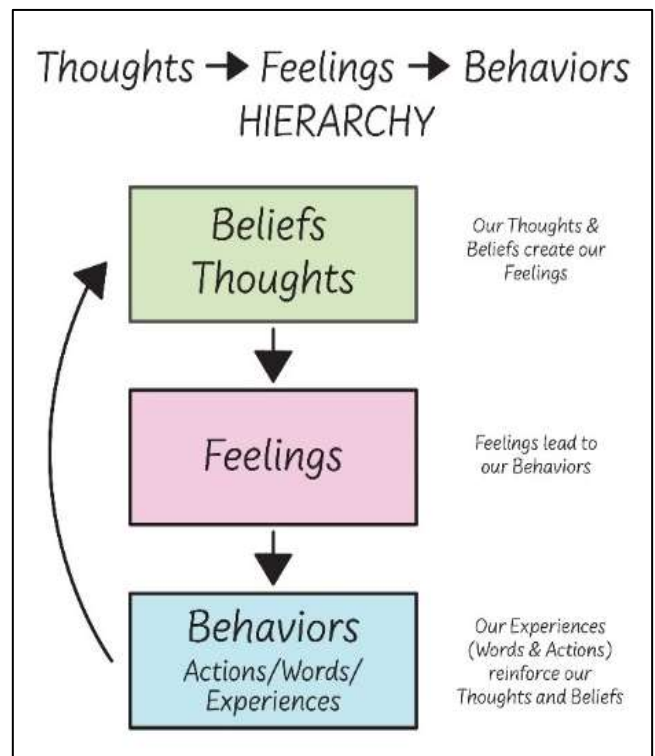 Thoughts → Feelings → Behaviors
HIERARCHY
Beliefs
Thoughts
Our Thoughts &
Beliefs create our
Feelings
Feelings
Feelings lead to
our Behaviors
Behaviors
Actions/Words/
Experiences
Our Experiences
(Words & Actions)
reinforce our
Thoughts and Beliefs